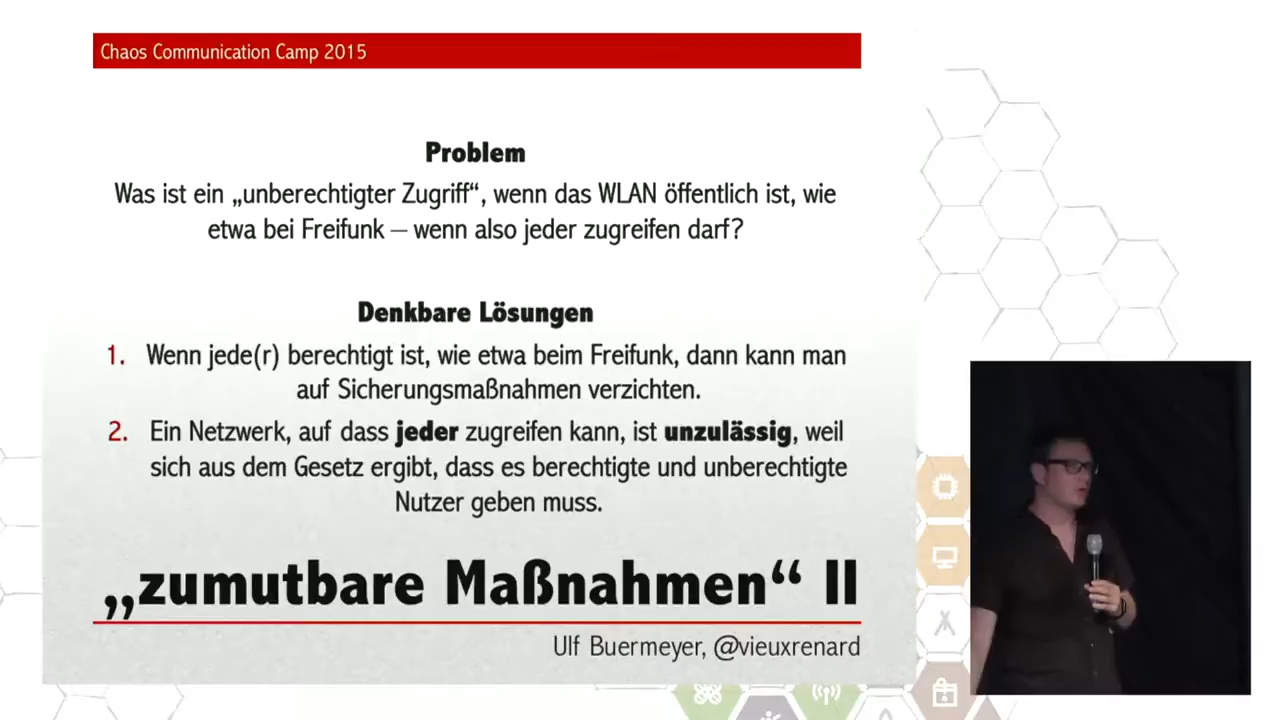 Chaos Communication Camp 2015
Problem
Was ist ein „unberechtigter Zugriff“, wenn das WLAN öffentlich ist, wie
etwa bei Freifunk – wenn also jeder zugreifen darf?
Denkbare Lösungen
1. Wenn jede(r) berechtigt ist, wie etwa beim Freifunk, dann kann man
auf Sicherungsmaßnahmen verzichten.
2. Ein Netzwerk, auf dass jeder zugreifen kann, ist unzulässig, weil
sich aus dem Gesetz ergibt, dass es berechtigte und unberechtigte
Nutzer geben muss.
„zumutbare Maßnahmen“ II
Ulf Buermeyer, @vieuxrenard